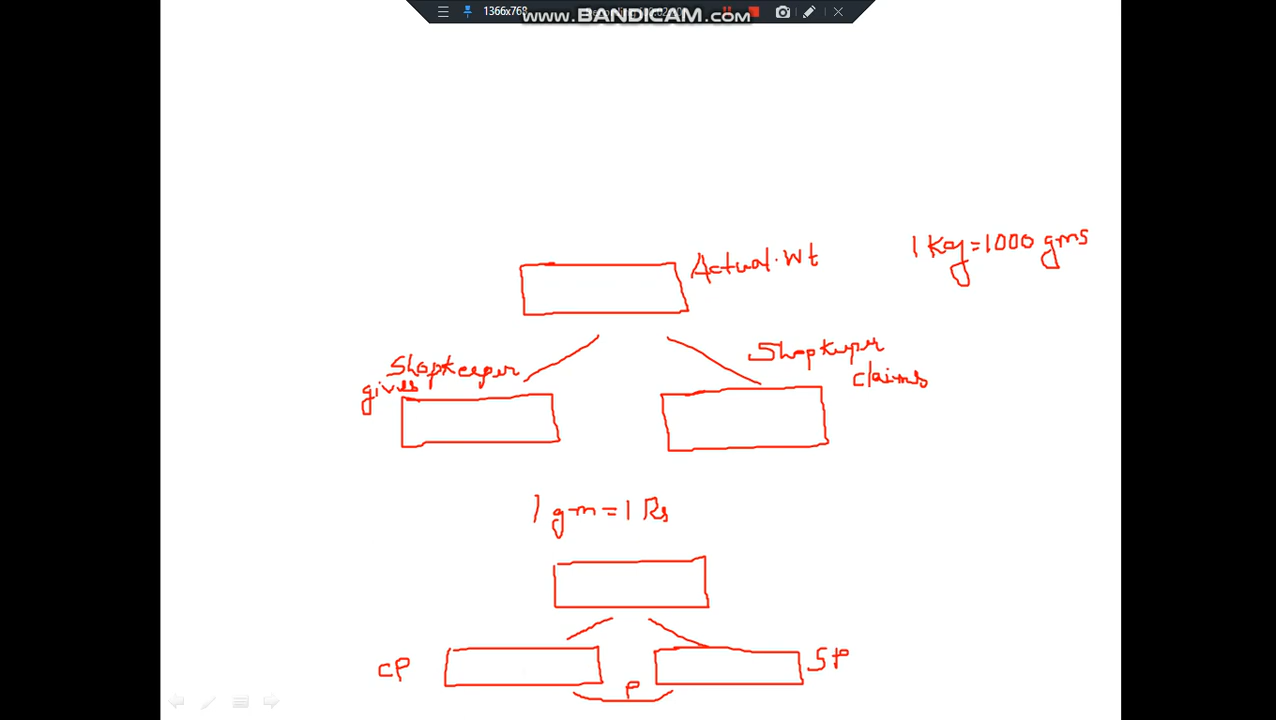 1366x768
www.BANDICAM.com
Actual.Wt
1 Kg=1000 gms
Shopkeeper
gives
Shopkeeper
claims
1 gm=1 Rs
CP
SP
P